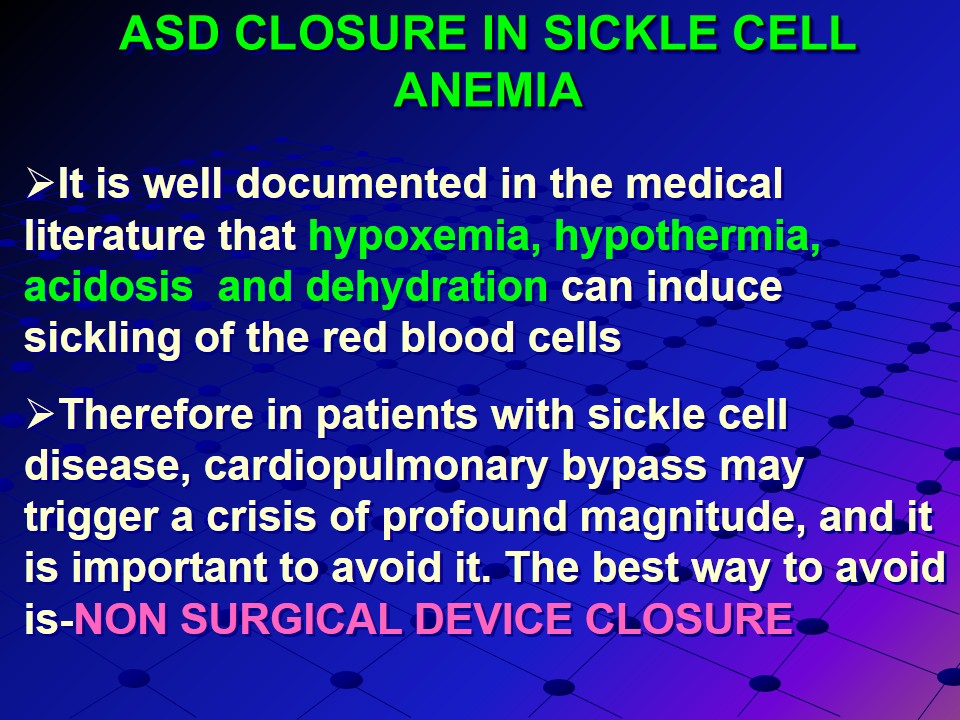 ASD CLOSURE IN SICKLE CELL
ANEMIA
➢It is well documented in the medical
literature that hypoxemia, hypothermia,
acidosis  and dehydration can induce
sickling of the red blood cells
➢Therefore in patients with sickle cell
disease, cardiopulmonary bypass may
trigger a crisis of profound magnitude, and it
is important to avoid it. The best way to avoid
is-NON SURGICAL DEVICE CLOSURE